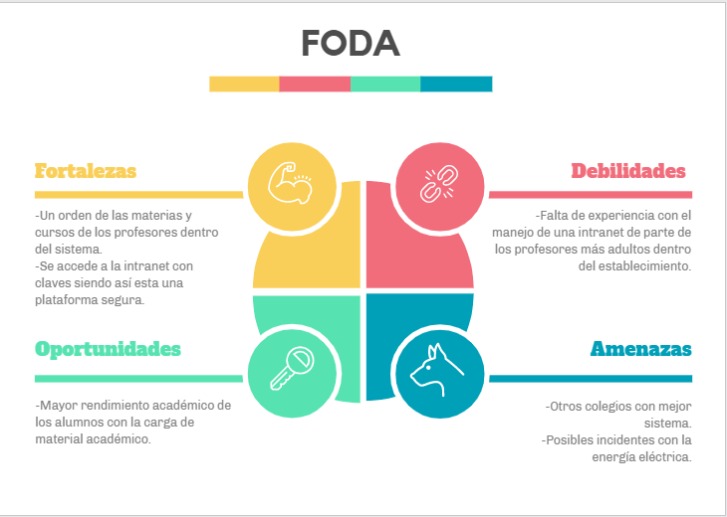 FODA
Fortalezas
-Un orden de las materias y
cursos de los profesores dentro
del sistema.
-Se accede a la intranet con
claves siendo así esta una
plataforma segura.
Debilidades
-Falta de experiencia con el
manejo de una intranet de parte de
los profesores más adultos dentro
del establecimiento.
Oportunidades
-Mayor rendimiento académico de
los alumnos con la carga de
material académico.
Amenazas
-Otros colegios con mejor
sistema.
-Posibles incidentes con la
energía eléctrica.